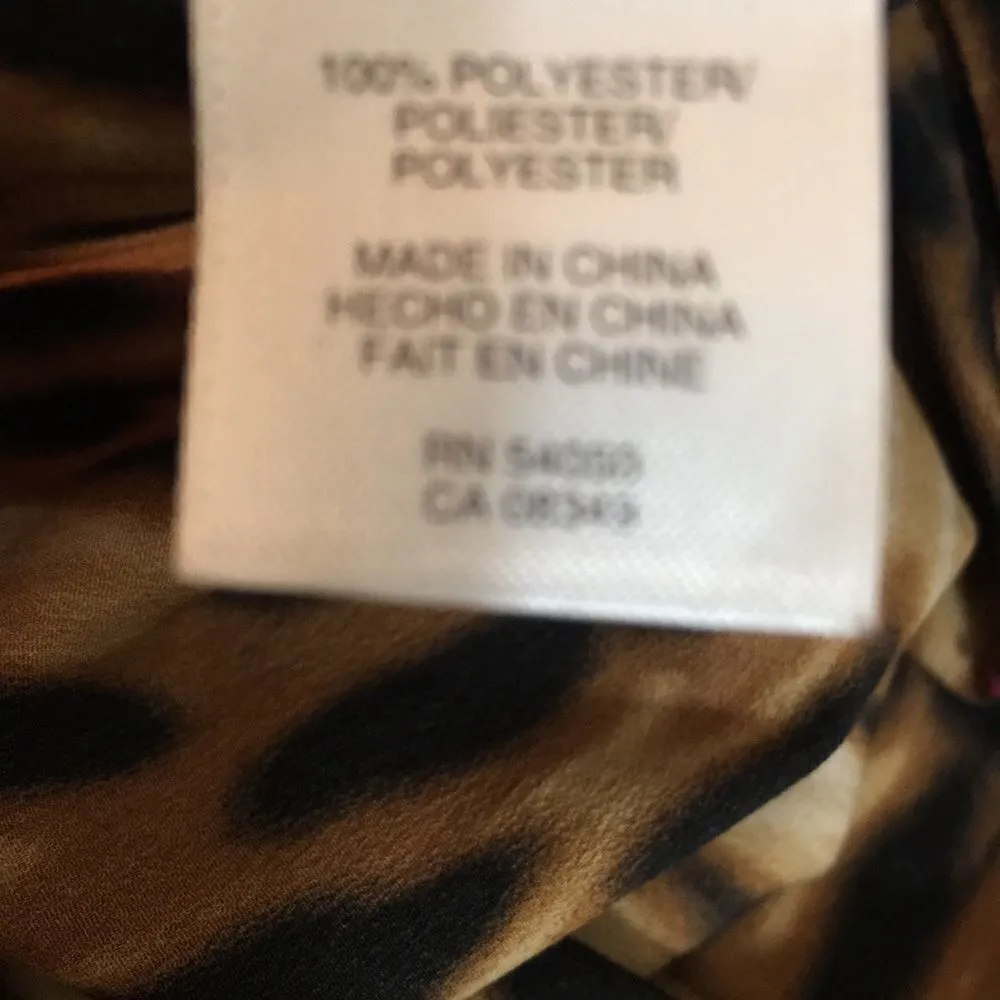 100% POLYESTER/
POLIESTER/
POLYESTER
MADE IN CHINA
HECHO EN CHINA
FAIT EN CHINE
RN
CA